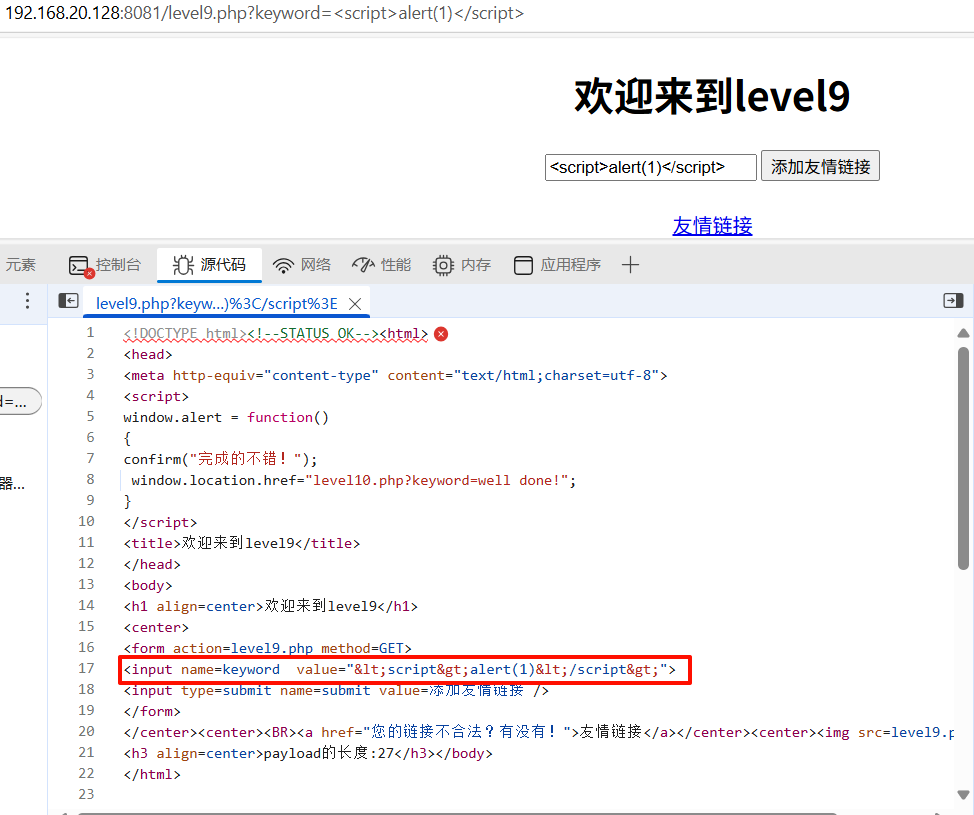 192.168.20.128:8081/level9.php?keyword=<script>alert(1)</script>
欢迎来到level9
<script>alert(1)</script> 添加友情链接
友情链接
元素 控制台 源代码 网络 性能 内存 应用程序
level9.php?keyw...)%3C/script%3E
1 <!DOCTYPE html><!--STATUS OK--><html>
2 <head>
3 <meta http-equiv="content-type" content="text/html;charset=utf-8">
4 <script>
5 window.alert = function()
6 {
7 confirm("完成的不错！");
8 window.location.href="level10.php?keyword=well done!";
9 }
10 </script>
11 <title>欢迎来到level9</title>
12 </head>
13 <body>
14 <h1 align=center>欢迎来到level9</h1>
15 <center>
16 <form action=level9.php method=GET>
17 <input name=keyword  value="&lt;script&gt;alert(1)&lt;/script&gt;">
18 <input type=submit name=submit value=添加友情链接 />
19 </form>
20 </center><center><BR><a href="您的链接不合法？有没有！">友情链接</a></center><center><img src=level9.p
21 <h3 align=center>payload的长度:27</h3></body>
22 </html>
23
d=...
器...